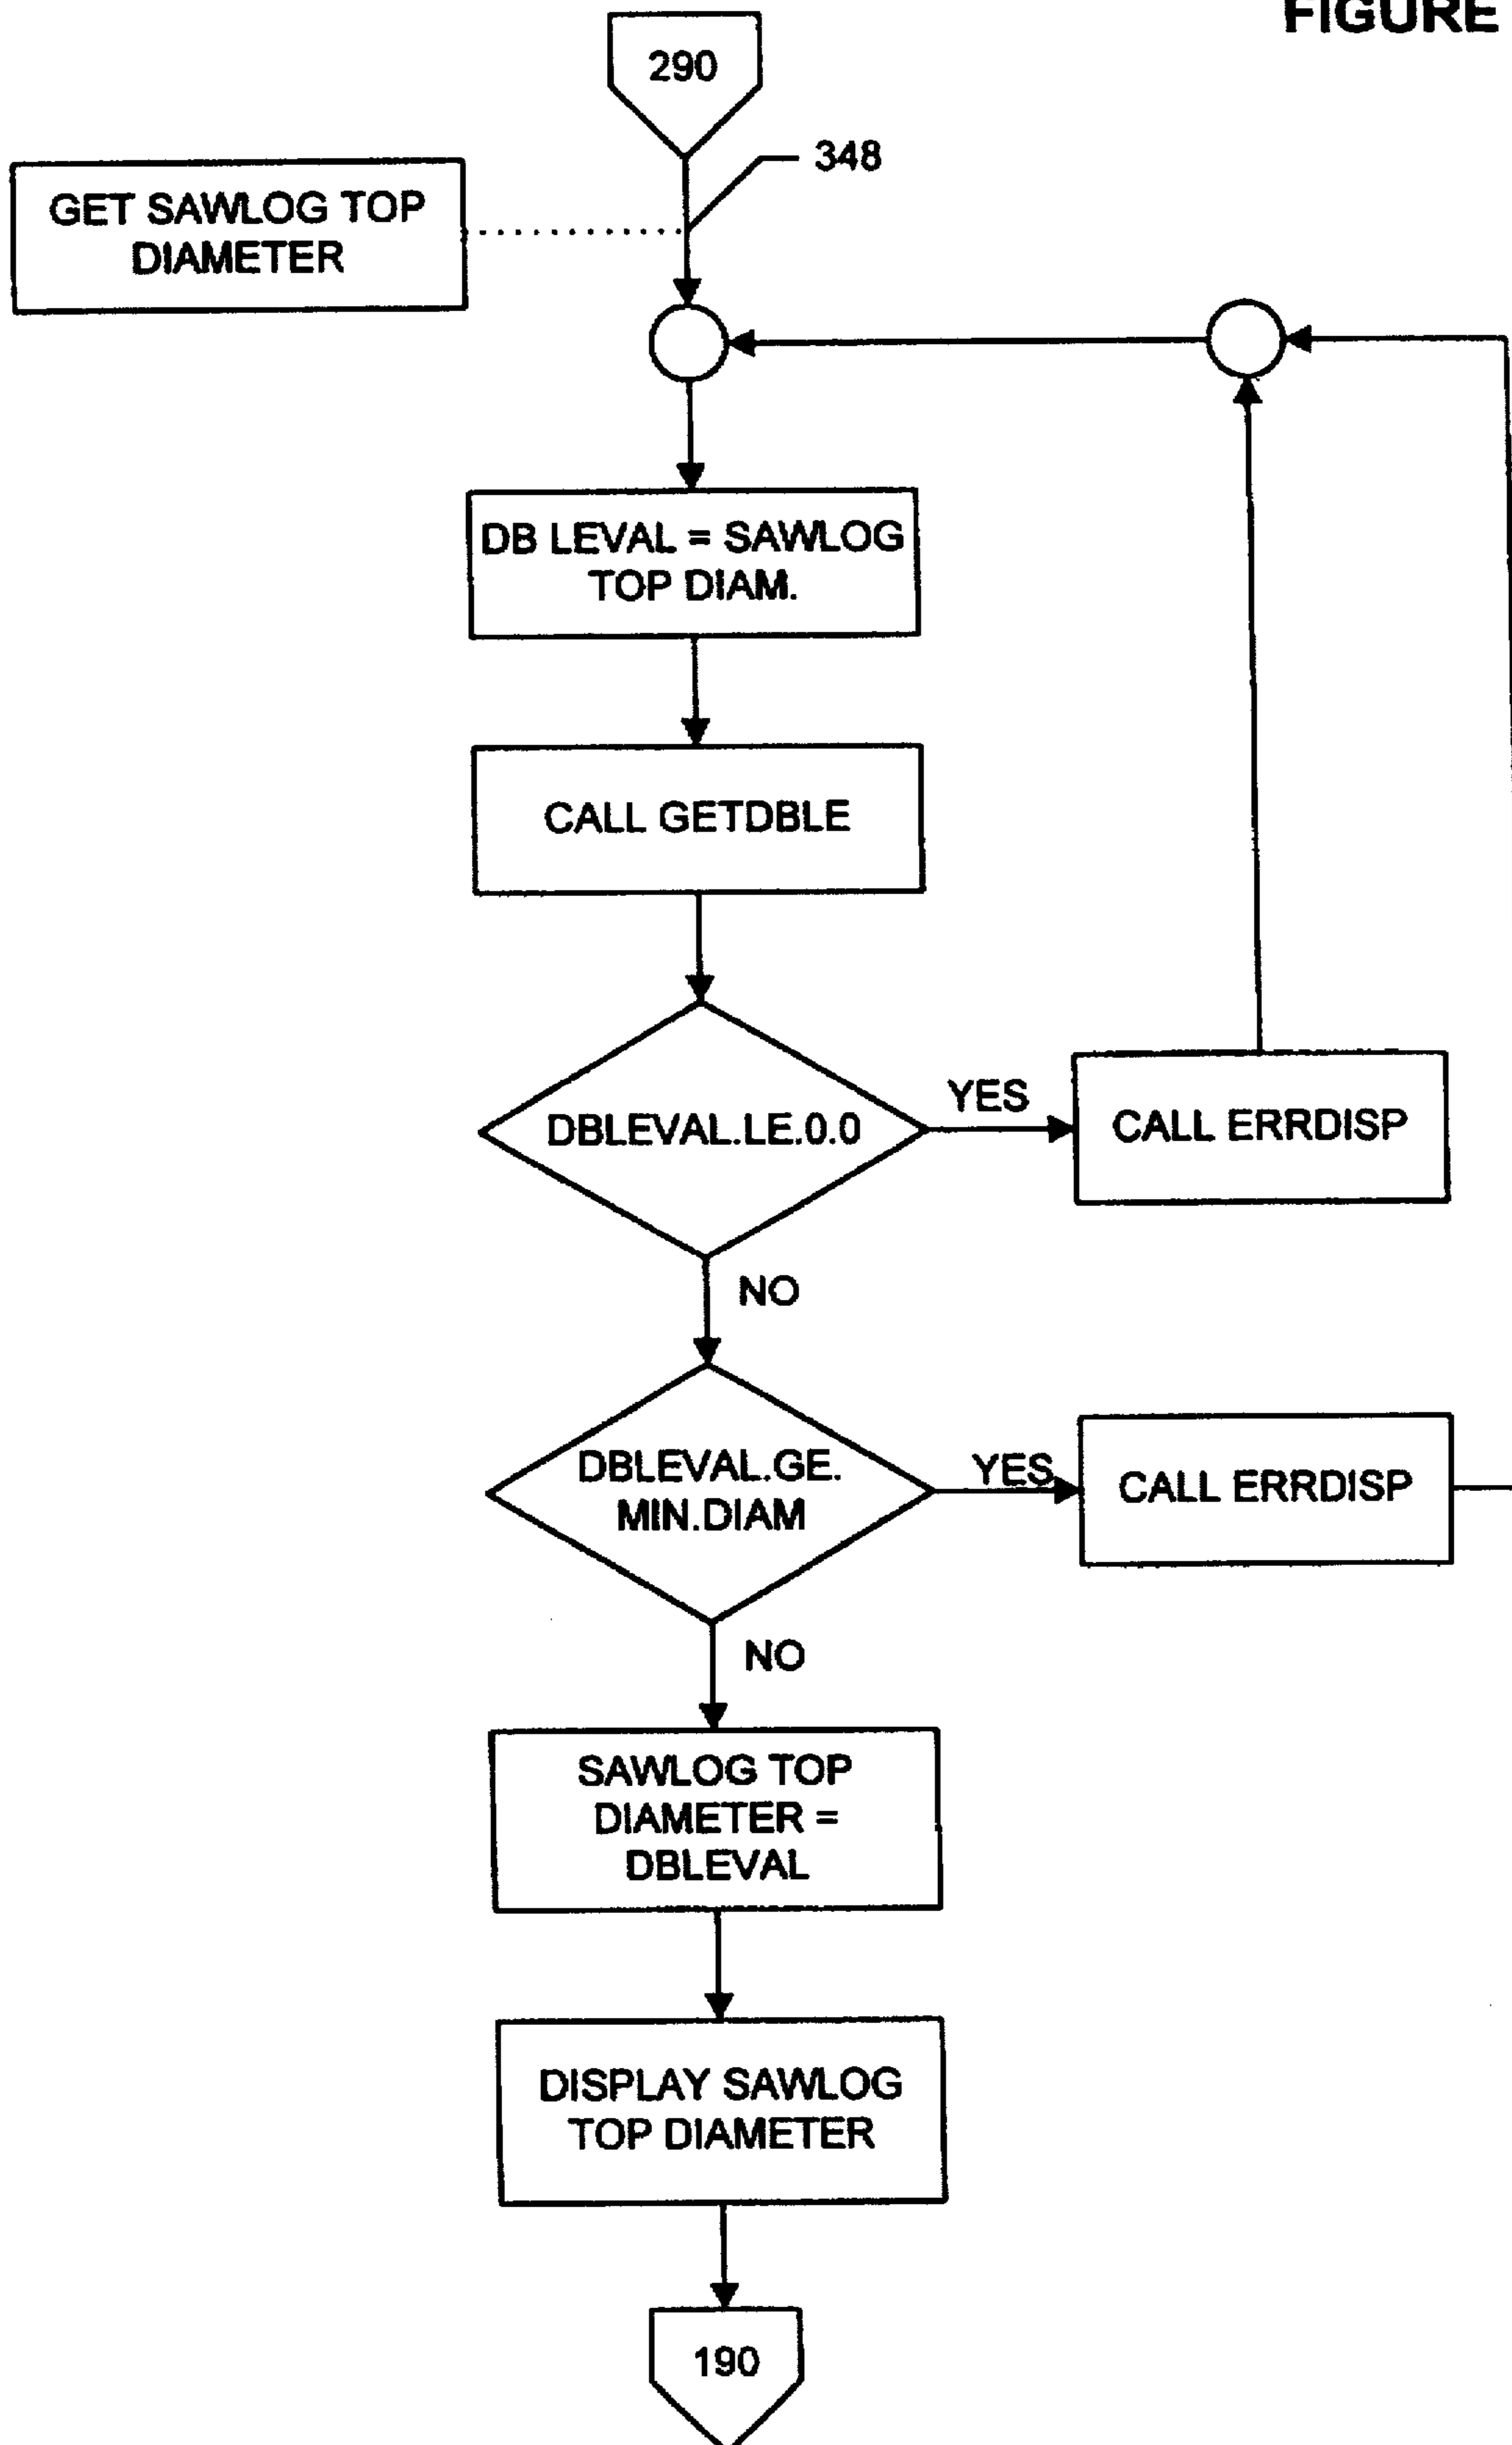 FIGURE
290
348
GET SAWLOG TOP
DIAMETER
DB LEVAL = SAWLOG
TOP DIAM.
CALL GETDBLE
DBLEVAL.LE.0.0
YES
CALL ERRDISP
NO
DBLEVAL.GE.
MIN.DIAM
YES
CALL ERRDISP
NO
SAWLOG TOP
DIAMETER =
DBLEVAL
DISPLAY SAWLOG
TOP DIAMETER
190